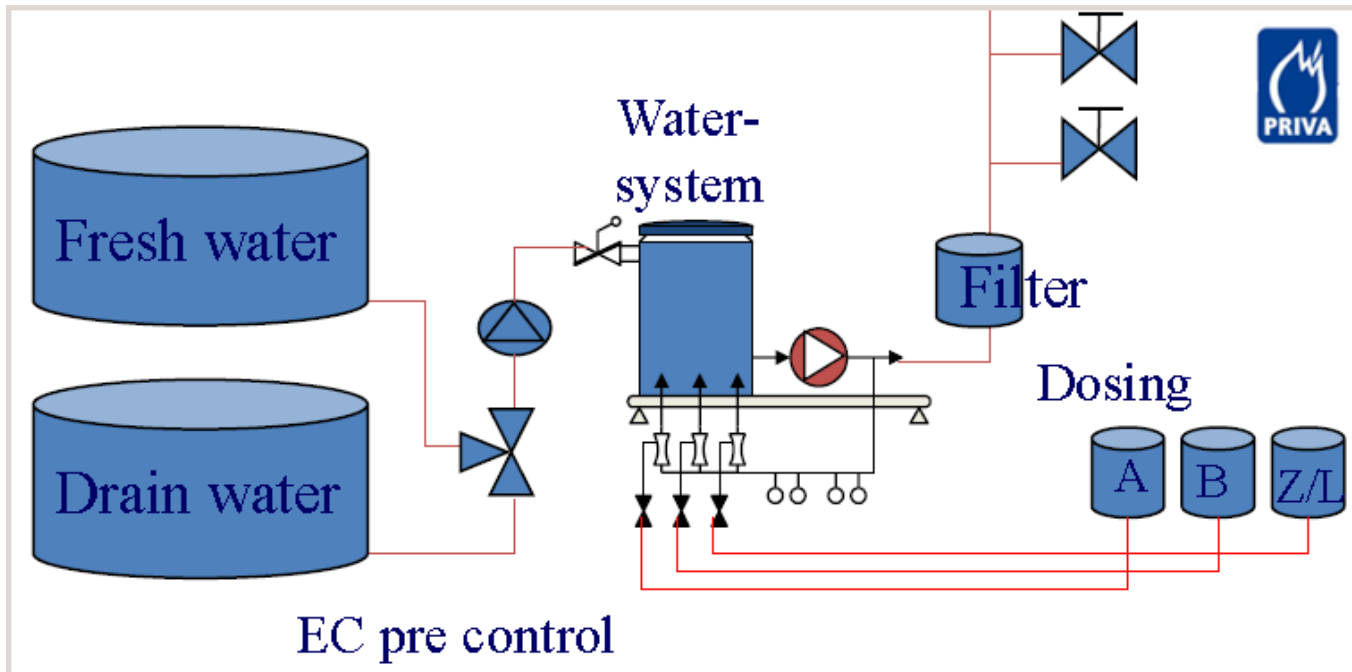 PRIVA
Water-
system
Fresh water
Filter
Dosing
A
B
Z/L
Drain water
EC pre control